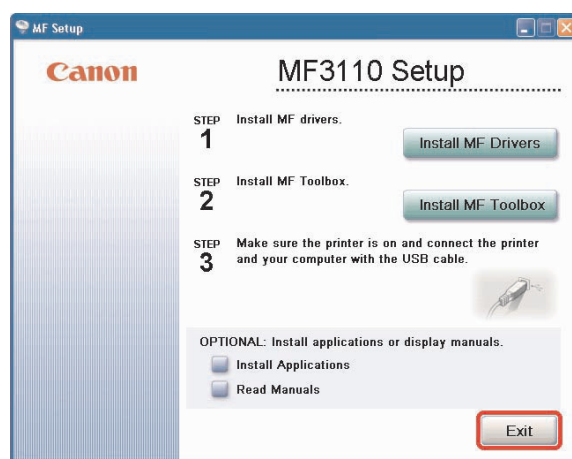 MF Setup
Canon
MF3110 Setup
STEP 1
Install MF drivers.
Install MF Drivers
STEP 2
Install MF Toolbox.
Install MF Toolbox
STEP 3
Make sure the printer is on and connect the printer
and your computer with the USB cable.
OPTIONAL: Install applications or display manuals.
Install Applications
Read Manuals
Exit